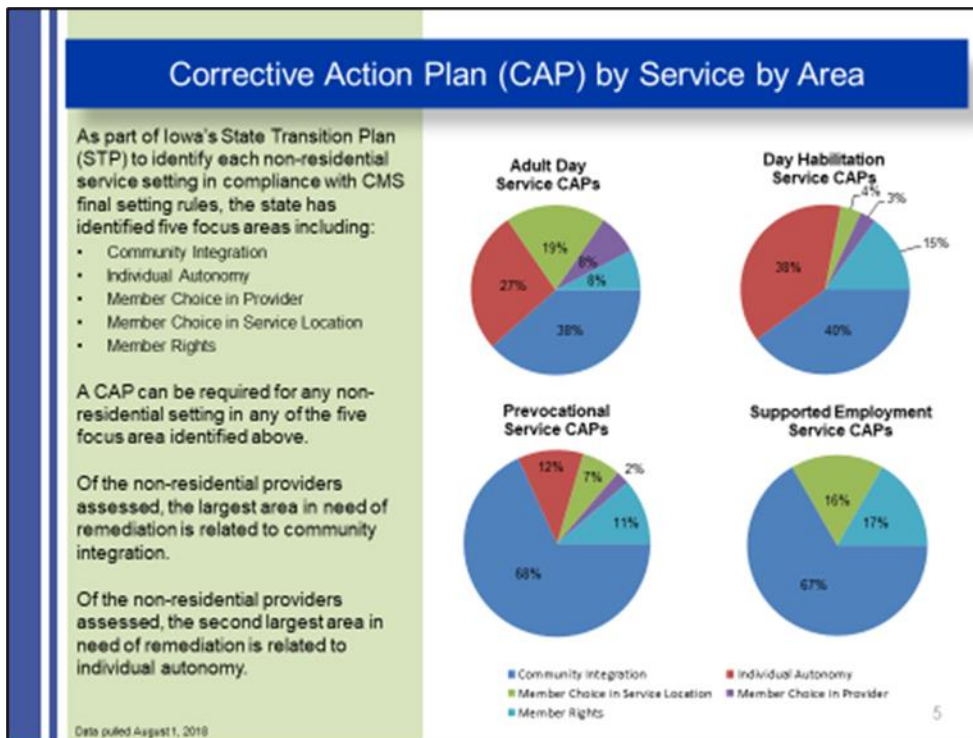 Corrective Action Plan (CAP) by Service by Area
As part of Iowa's State Transition Plan
(STP) to identify each non-residential
service setting in compliance with CMS
final setting rules, the state has
identified five focus areas including:
• Community Integration
• Individual Autonomy
• Member Choice in Provider
• Member Choice in Service Location
• Member Rights
A CAP can be required for any non-
residential setting in any of the five
focus area identified above.
Of the non-residential providers
assessed, the largest area in need of
remediation is related to community
integration.
Of the non-residential providers
assessed, the second largest area in
need of remediation is related to
individual autonomy.
Data pulled August 1, 2018
Adult Day
Service CAPs
19%
8%
27%
8%
38%
Day Habilitation
Service CAPs
4%
3%
15%
38%
40%
Prevocational
Service CAPs
12%
7%
2%
11%
68%
Supported Employment
Service CAPs
16%
17%
67%
Community Integration
Individual Autonomy
Member Choice in Service Location
Member Choice in Provider
Member Rights
5